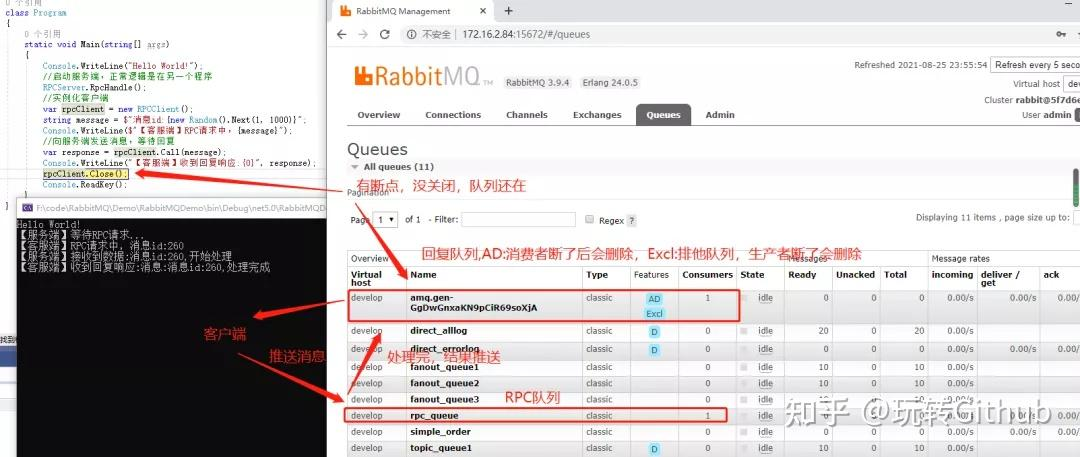 0 个引用
class Program
{
0 个引用
static void Main(string[] args)
{
Console.WriteLine("Hello World!");
//启动服务端，正常逻辑是在另一个程序
RPCServer.RpcHandle();
//实例化客户端
var rpcClient = new RPCClient();
string message = $"消息id:{new Random().Next(1, 1000)}";
Console.WriteLine($"【客服端】RPC请求中，{message}");
//向服务端发送消息，等待回复
var response = rpcClient.Call(message);
Console.WriteLine("【客服端】收到回复响应:{0}", response);
rpcClient.Close();
Console.ReadKey();
}
}
F:\code\RabbitMQ\Demo\RabbitMQDemo\bin\Debug\net5.0\RabbitMQDe
Hello World!
【服务端】等待RPC请求...
【客服端】RPC请求中，消息id:260
【服务端】接收到数据:消息id:260,开始处理
【客服端】收到回复响应:消息:消息id:260,处理完成
RabbitMQ Management
不安全 | 172.16.2.84:15672/#/queues
RabbitMQ TM
RabbitMQ 3.9.4 Erlang 24.0.5
Refreshed 2021-08-25 23:55:54 Refresh every 5 seco
Virtual host dev
Cluster rabbit@5f7d6e
User admin
Overview Connections Channels Exchanges Queues Admin
Queues
All queues (11)
有断点，没关闭，队列还在
Pagination
Page 1 of 1 - Filter: Regex ?
Displaying 11 items , page size up to:
回复队列,AD:消费者断了后会删除，Excl:排他队列，生产者断了会删除
Overview Messages Message rates
Virtual host Name Type Features Consumers State Ready Unacked Total incoming deliver / get ack
develop amq.gen-GgDwGnxaKN9pCiR69soXjA classic AD Excl 1 idle 0 0 0 0.00/s 0.00/s 0.00/s
develop direct_alllog classic D 0 idle 20 0 20 0.00/s
develop direct_errorlog classic D 0 idle 0 0 0 0.00/s 0.00/s 0.00/s
develop fanout_queue1 classic 0 idle 10 0 10 0.00/s
develop fanout_queue2 classic 0 idle 10 0 10 0.00/s
develop fanout_queue3 classic 0 idle 10 0 10 0.00/s
develop rpc_queue classic 1 idle
develop simple_order classic 0 idle
develop topic_queue1 classic D 0 idle 10 0 10 0.00/s
客户端
推送消息
处理完，结果推送
RPC队列
知乎 @玩转Github